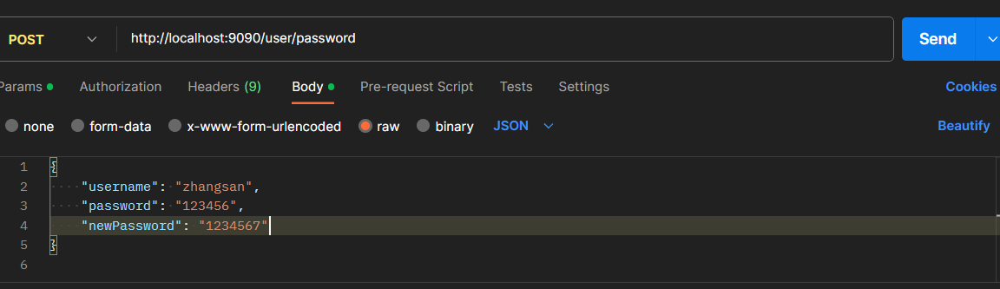 POST http://localhost:9090/user/password Send
Params Authorization Headers (9) Body Pre-request Script Tests Settings Cookies
none form-data x-www-form-urlencoded raw binary JSON Beautify
1 {
2 "username": "zhangsan",
3 "password": "123456",
4 "newPassword": "1234567"
5 }
6